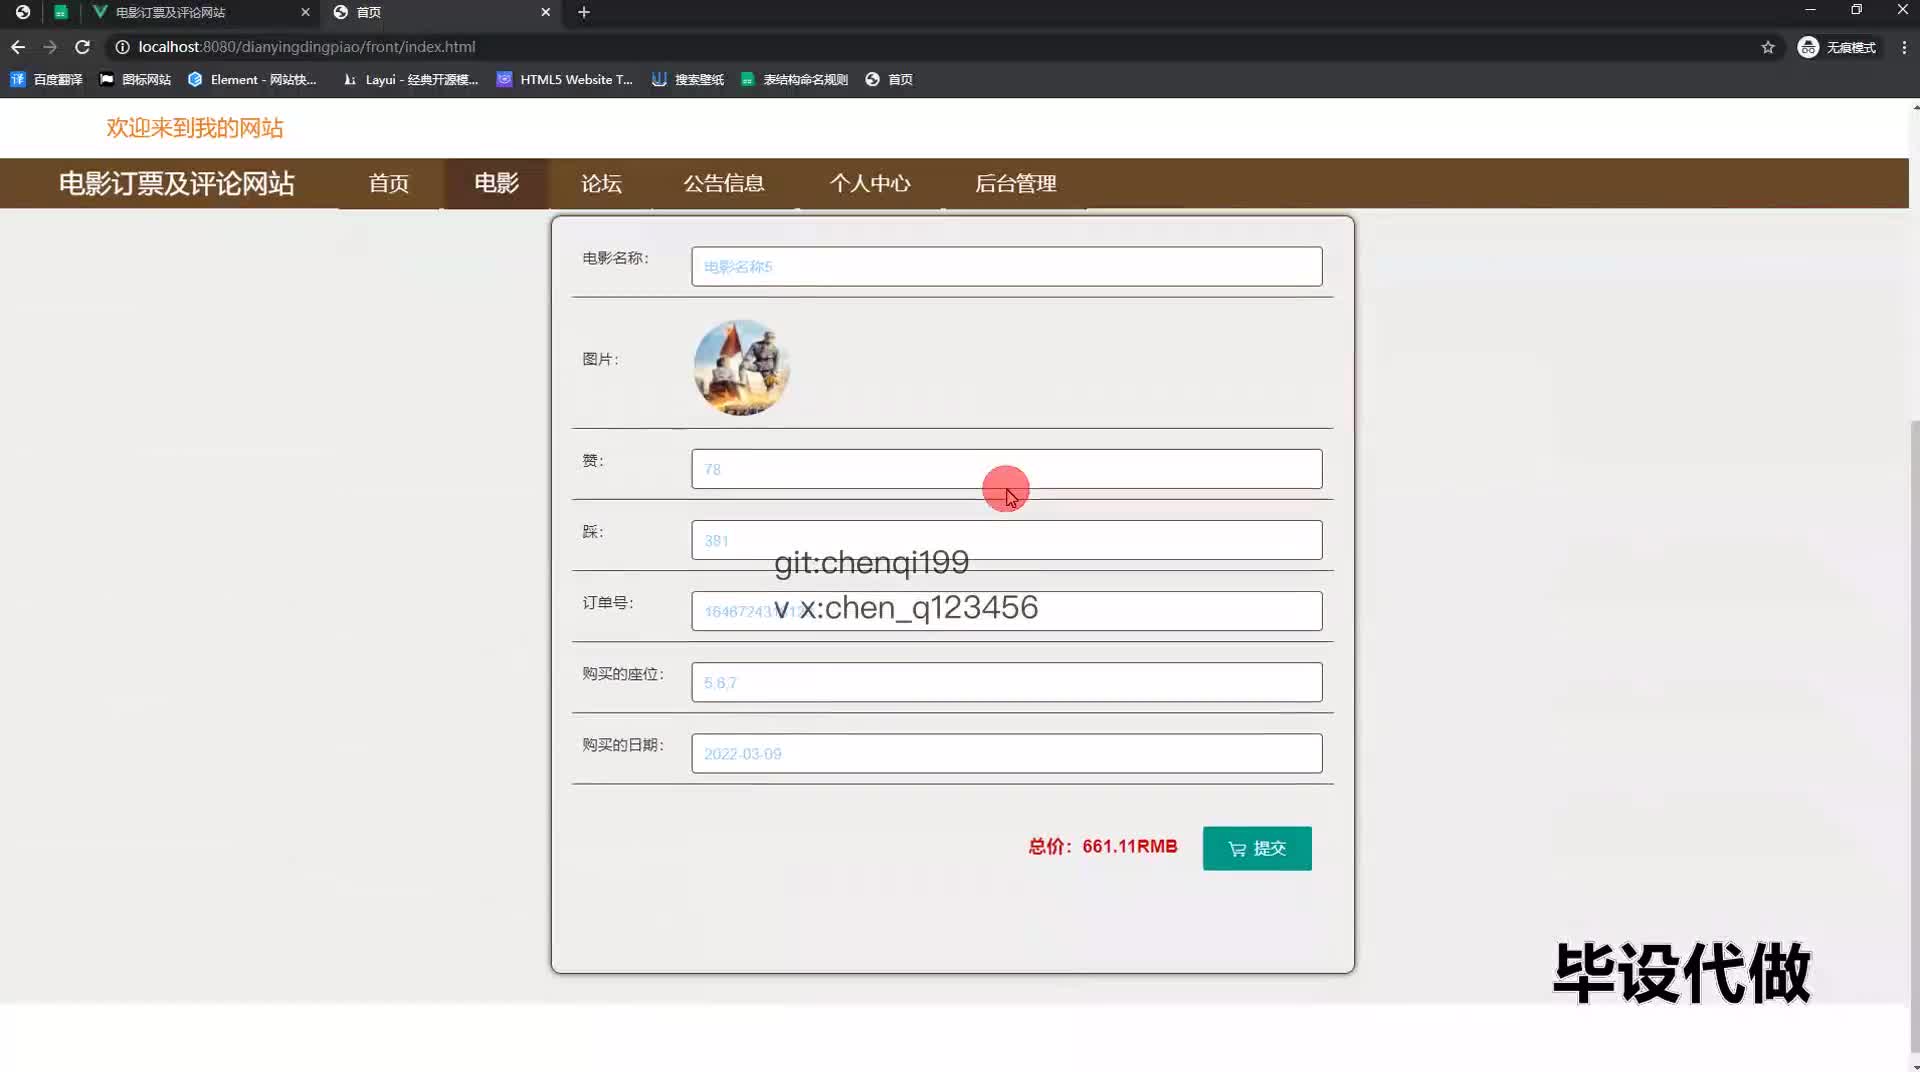 电影订票及评论网站
首页
localhost:8080/dianyingdingpiao/front/index.html
无痕模式
百度翻译
图标网站
Element - 网站快...
Layui - 经典开源模...
HTML5 Website T...
搜索壁纸
表结构命名规则
首页
欢迎来到我的网站
电影订票及评论网站
首页
电影
论坛
公告信息
个人中心
后台管理
电影名称：
电影名称5
图片：
赞：
78
踩：
381
git:chenqi199
订单号：
v x:chen_q123456
购买的座位：
5,6,7
购买的日期：
2022-03-09
总价：661.11RMB
提交
毕设代做